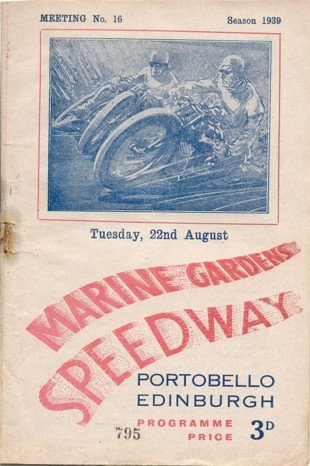 MEETING No. 16 Season 1939
Tuesday, 22nd August
MARINE GARDENS
SPEEDWAY
PORTOBELLO
EDINBURGH
PROGRAMME
PRICE 3D
795